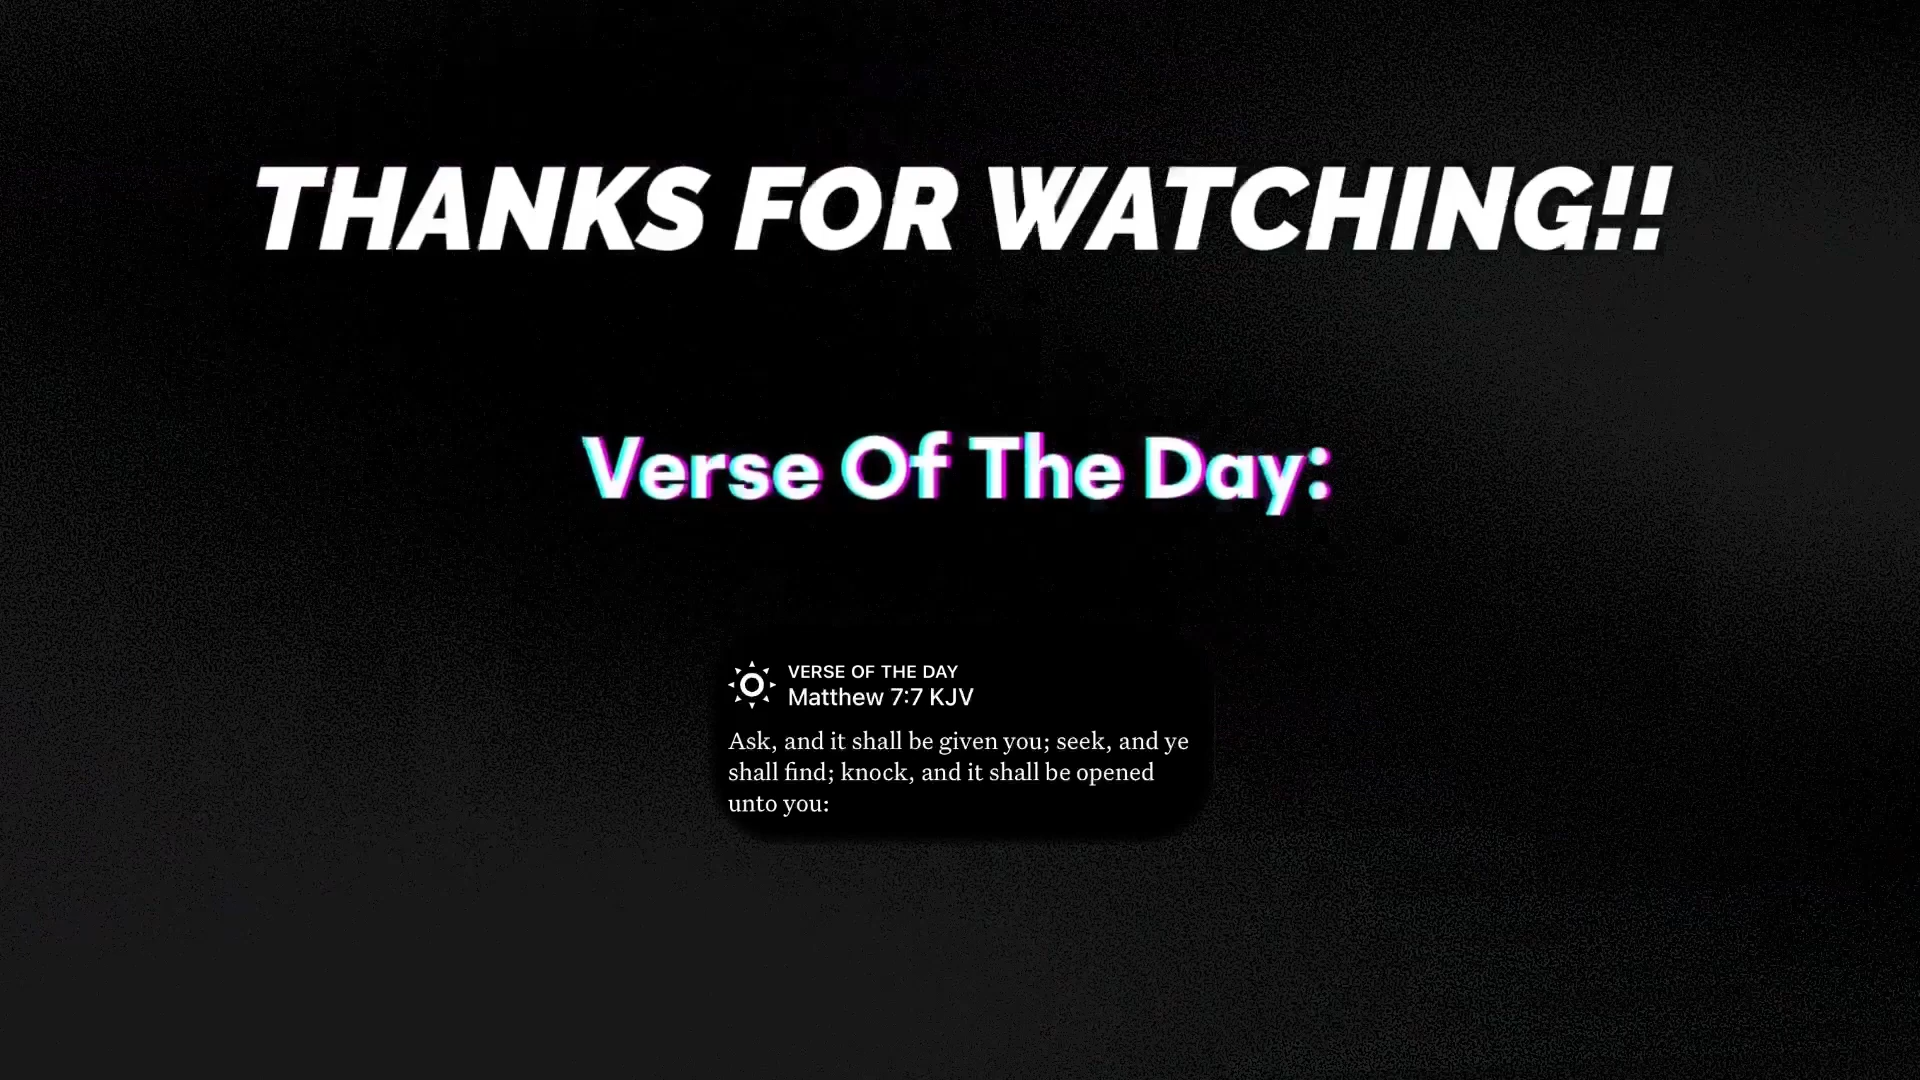 THANKS FOR WATCHING!!
Verse Of The Day:
VERSE OF THE DAY
Matthew 7:7 KJV
Ask, and it shall be given you; seek, and ye
shall find; knock, and it shall be opened
unto you: